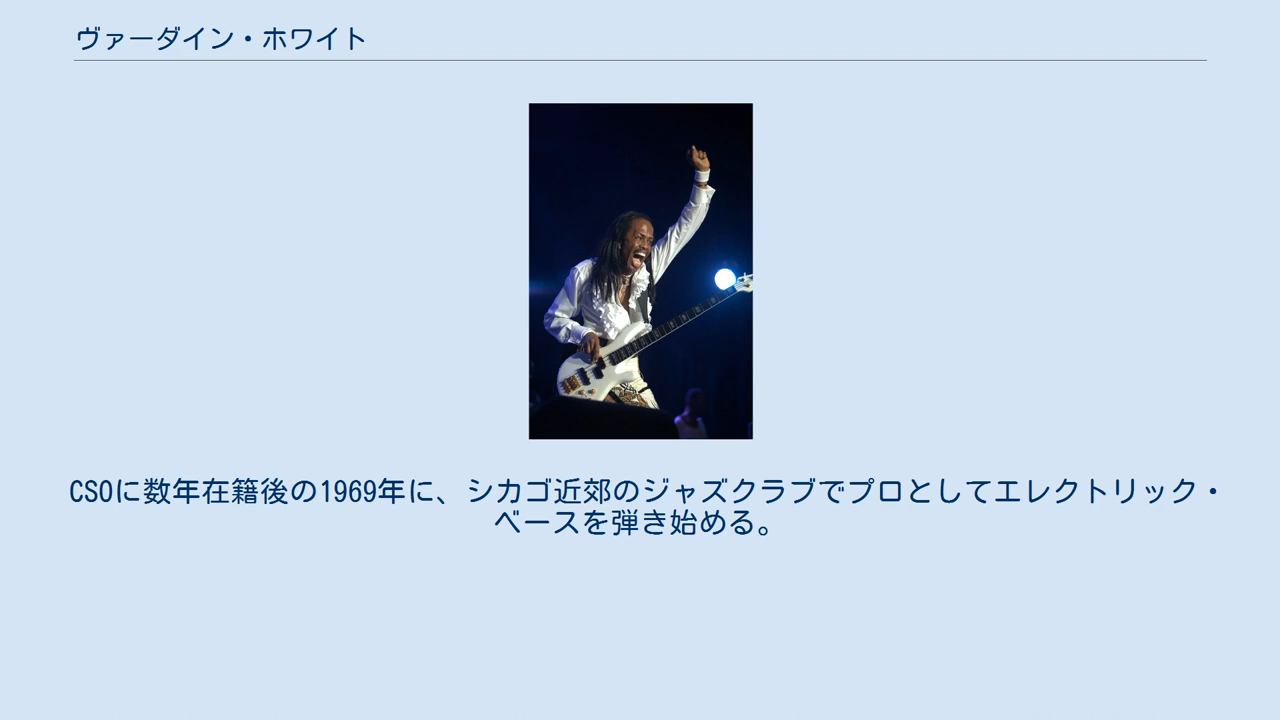 ヴァーダイン・ホワイト
CSOに数年在籍後の1969年に、シカゴ近郊のジャズクラブでプロとしてエレクトリック・
ベースを弾き始める。